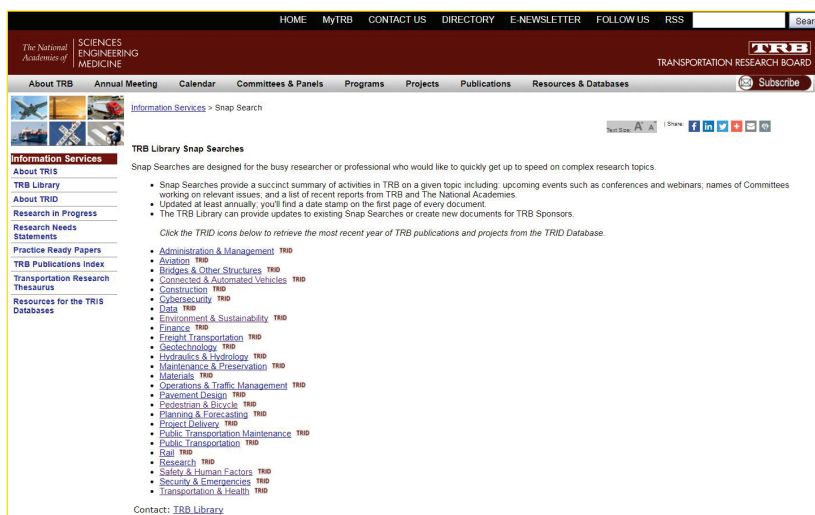 HOME MyTRB CONTACT US DIRECTORY E-NEWSLETTER FOLLOW US RSS Sear
The National Academies of
SCIENCES
ENGINEERING
MEDICINE
TRB
TRANSPORTATION RESEARCH BOARD
About TRB Annual Meeting Calendar Committees & Panels Programs Projects Publications Resources & Databases Subscribe
Information Services > Snap Search
Text Size: A A | Share:
Information Services
About TRIS
TRB Library
About TRID
Research in Progress
Research Needs
Statements
Practice Ready Papers
TRB Publications Index
Transportation Research
Thesaurus
Resources for the TRIS
Databases
TRB Library Snap Searches
Snap Searches are designed for the busy researcher or professional who would like to quickly get up to speed on complex research topics.
• Snap Searches provide a succinct summary of activities in TRB on a given topic including: upcoming events such as conferences and webinars; names of Committees
working on relevant issues; and a list of recent reports from TRB and The National Academies.
• Updated at least annually; you'll find a date stamp on the first page of every document.
• The TRB Library can provide updates to existing Snap Searches or create new documents for TRB Sponsors.
Click the TRID icons below to retrieve the most recent year of TRB publications and projects from the TRID Database.
• Administration & Management TRID
• Aviation TRID
• Bridges & Other Structures TRID
• Connected & Automated Vehicles TRID
• Construction TRID
• Cybersecurity TRID
• Data TRID
• Environment & Sustainability TRID
• Finance TRID
• Freight Transportation TRID
• Geotechnology TRID
• Hydraulics & Hydrology TRID
• Maintenance & Preservation TRID
• Materials TRID
• Operations & Traffic Management TRID
• Pavement Design TRID
• Pedestrian & Bicycle TRID
• Planning & Forecasting TRID
• Project Delivery TRID
• Public Transportation Maintenance TRID
• Public Transportation TRID
• Rail TRID
• Research TRID
• Safety & Human Factors TRID
• Security & Emergencies TRID
• Transportation & Health TRID
Contact: TRB Library